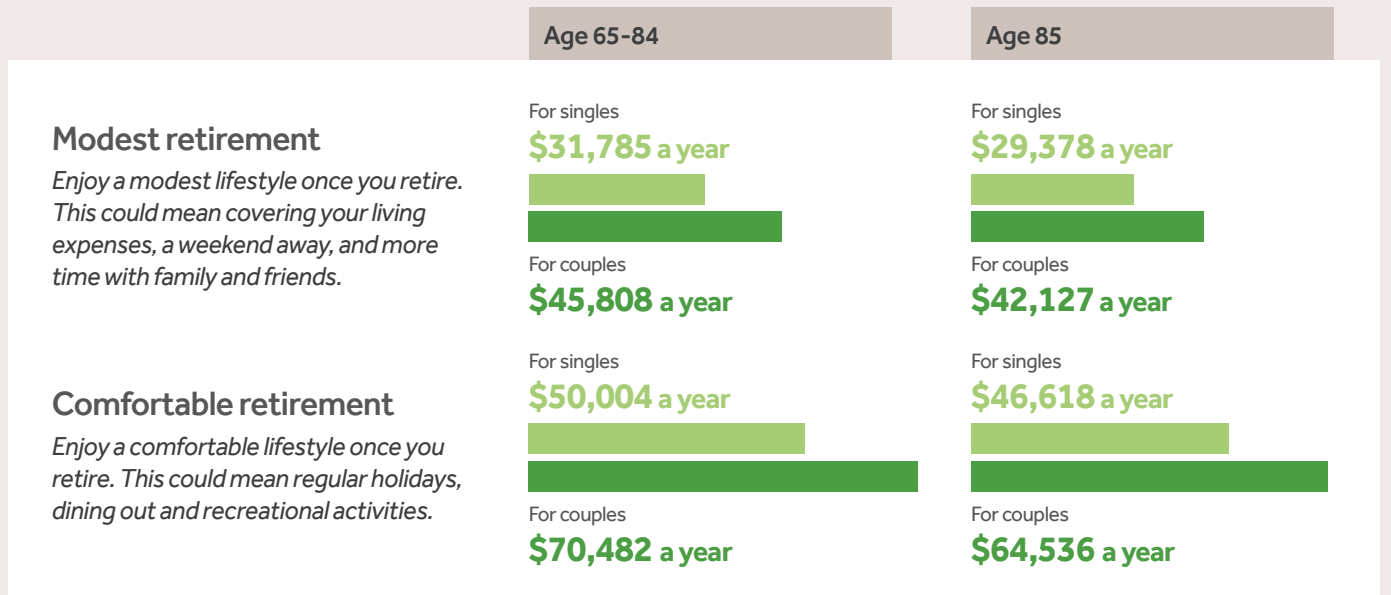 Age 65-84
Age 85
Modest retirement
Enjoy a modest lifestyle once you retire.
This could mean covering your living
expenses, a weekend away, and more
time with family and friends.
For singles
$31,785 a year
For couples
$45,808 a year
For singles
$29,378 a year
For couples
$42,127 a year
Comfortable retirement
Enjoy a comfortable lifestyle once you
retire. This could mean regular holidays,
dining out and recreational activities.
For singles
$50,004 a year
For couples
$70,482 a year
For singles
$46,618 a year
For couples
$64,536 a year